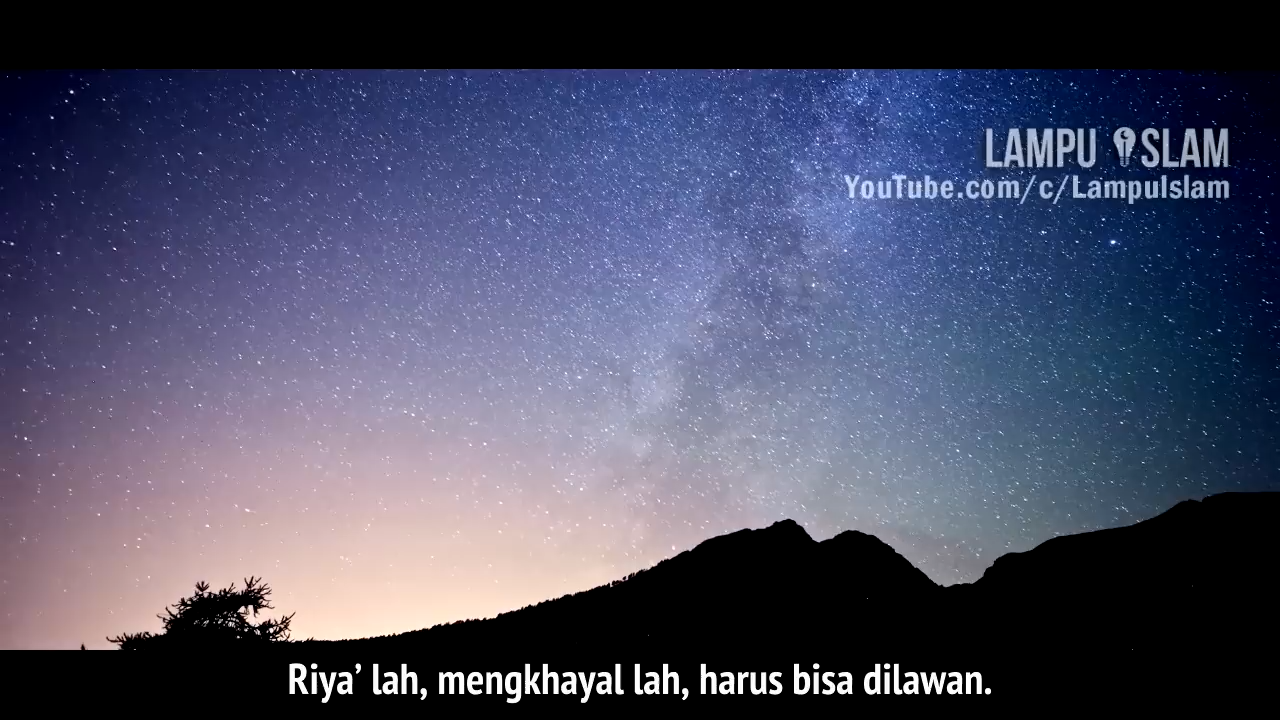 LAMPU ISLAM
YouTube.com/c/LampuIslam
Riya’ lah, mengkhayal lah, harus bisa dilawan.